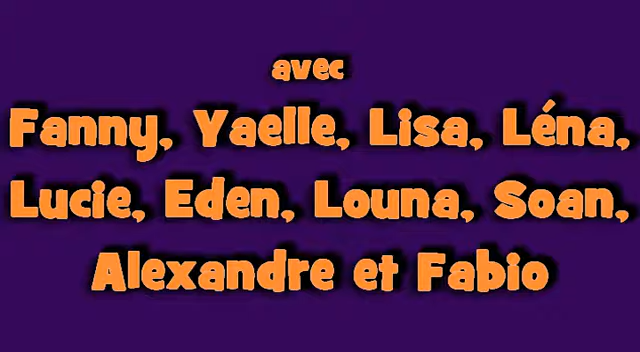 avec
Fanny, Yaelle, Lisa, Léna,
Lucie, Eden, Louna, Soan,
Alexandre et Fabio